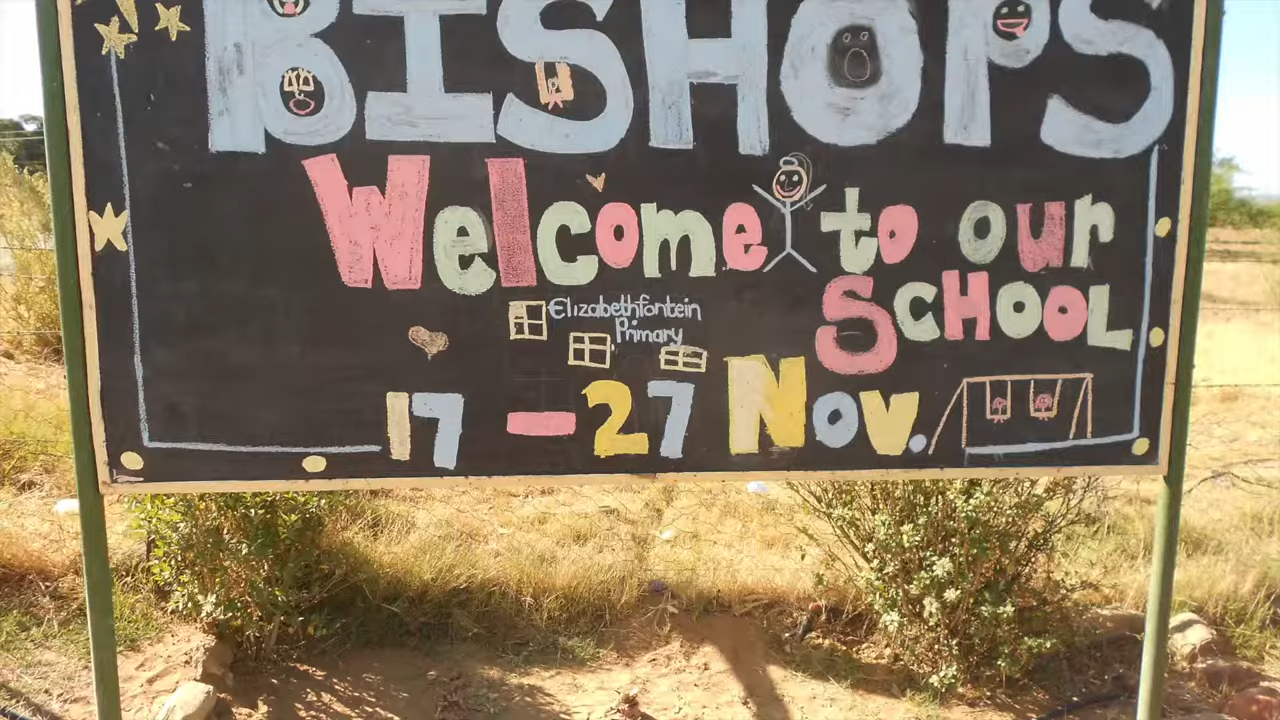 BISHOPS
Welcome to our
SCHOOL
Elizabethfontein
Primary
17 - 27 Nov.